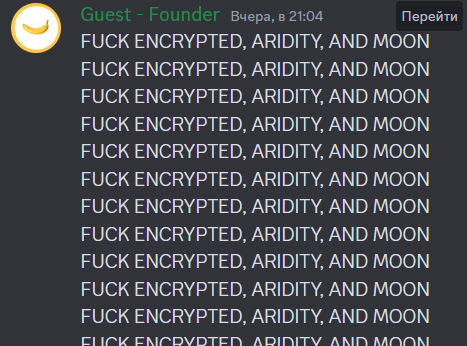 Guest - Founder Вчера, в 21:04 Перейти
FUCK ENCRYPTED, ARIDITY, AND MOON
FUCK ENCRYPTED, ARIDITY, AND MOON
FUCK ENCRYPTED, ARIDITY, AND MOON
FUCK ENCRYPTED, ARIDITY, AND MOON
FUCK ENCRYPTED, ARIDITY, AND MOON
FUCK ENCRYPTED, ARIDITY, AND MOON
FUCK ENCRYPTED, ARIDITY, AND MOON
FUCK ENCRYPTED, ARIDITY, AND MOON
FUCK ENCRYPTED, ARIDITY, AND MOON
FUCK ENCRYPTED, ARIDITY, AND MOON
FUCK ENCRYPTED, ARIDITY, AND MOON
FUCK ENCRYPTED, ARIDITY, AND MOON